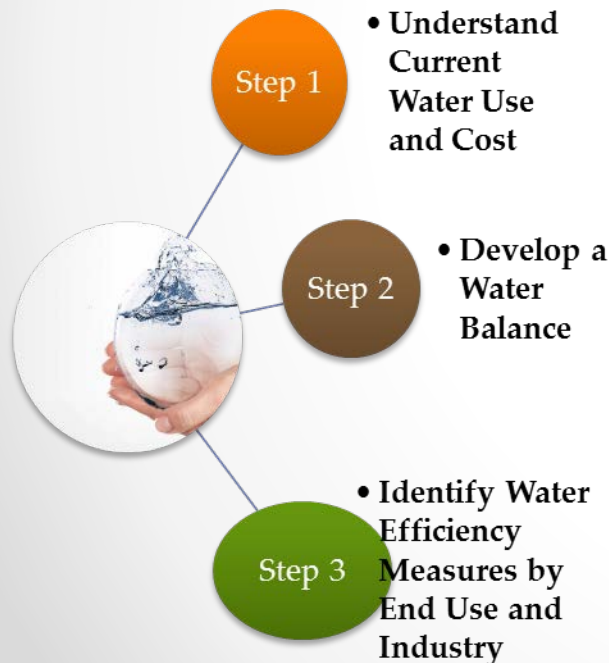 Step 1
• Understand
Current
Water Use
and Cost
Step 2
• Develop a
Water
Balance
Step 3
• Identify Water
Efficiency
Measures by
End Use and
Industry